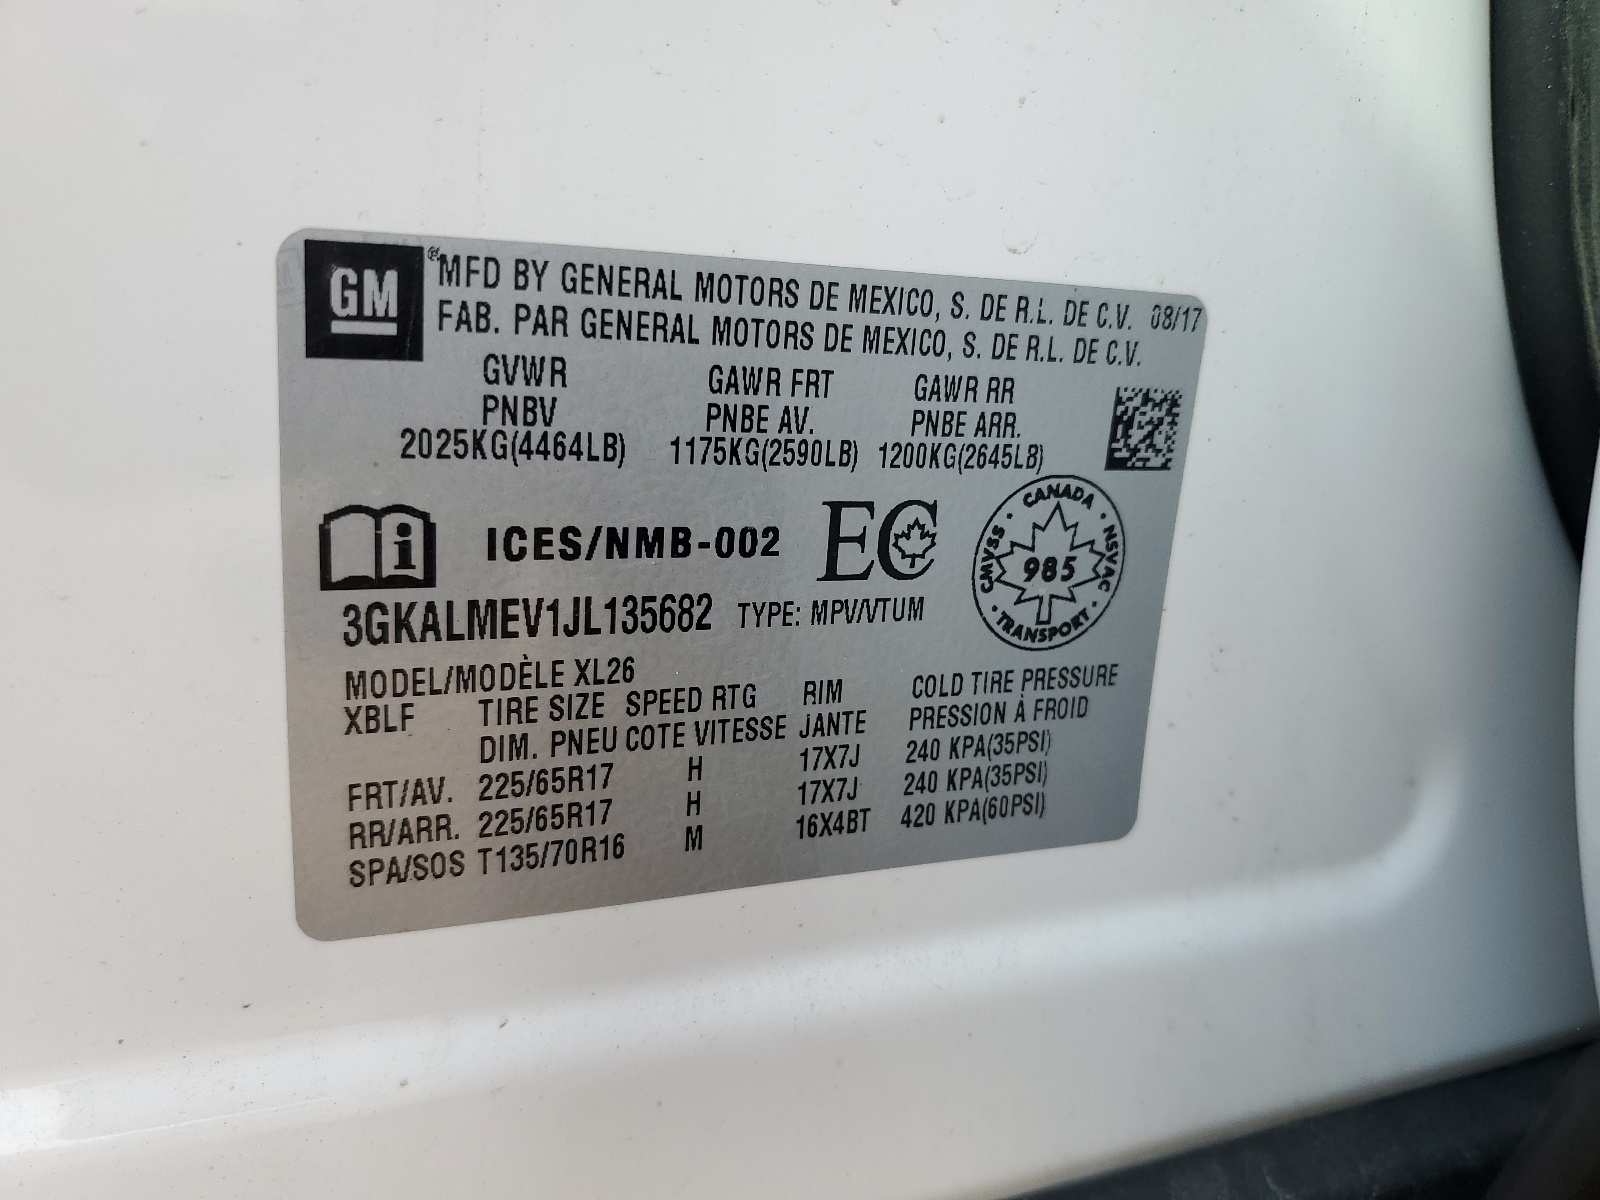 GM ® MFD BY GENERAL MOTORS DE MEXICO, S. DE R.L. DE C.V. 08/17
FAB. PAR GENERAL MOTORS DE MEXICO, S. DE R.L. DE C.V.
GVWR GAWR FRT GAWR RR
PNBV PNBE AV. PNBE ARR.
2025KG(4464LB) 1175KG(2590LB) 1200KG(2645LB)
i ICES/NMB-002 EC
CANADA • NSVAC • TRANSPORT • CMVSS •
985
3GKALMEV1JL135682 TYPE: MPV/VTUM
MODEL/MODÈLE XL26
XBLF TIRE SIZE SPEED RTG RIM COLD TIRE PRESSURE
DIM. PNEU COTE VITESSE JANTE PRESSION À FROID
FRT/AV. 225/65R17 H 17X7J 240 KPA(35PSI)
RR/ARR. 225/65R17 H 17X7J 240 KPA(35PSI)
SPA/SOS T135/70R16 M 16X4BT 420 KPA(60PSI)